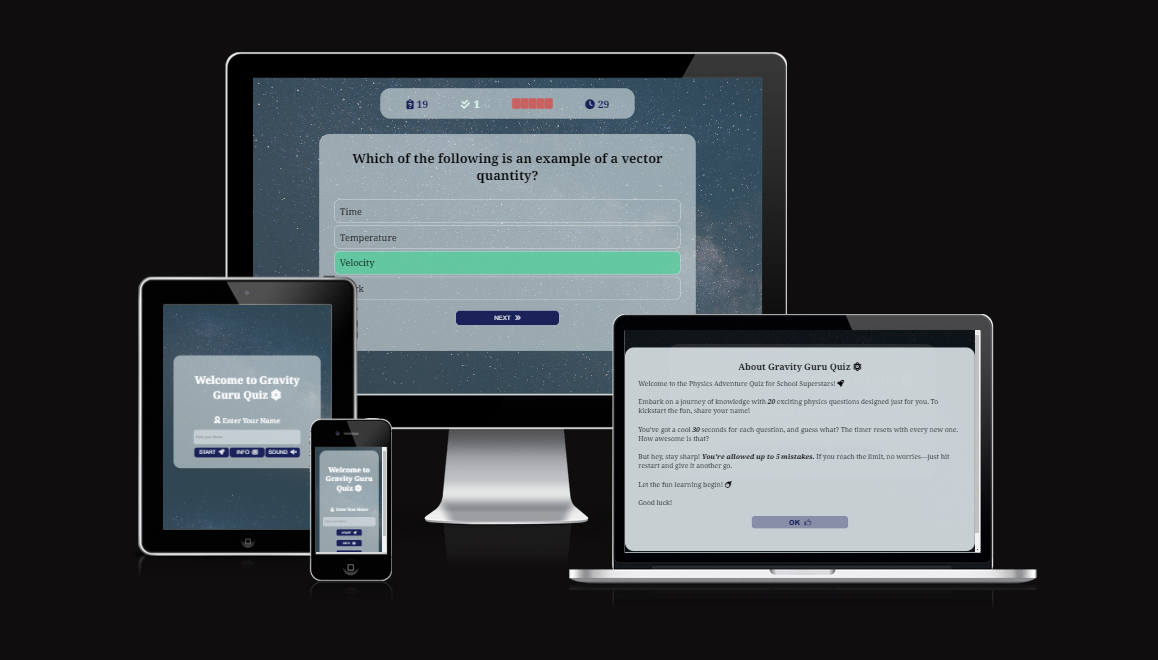 19 1 29
Which of the following is an example of a vector
quantity?
Time
Temperature
Velocity
rk
NEXT
Welcome to Gravity
Guru Quiz
Enter Your Name
START INFO SOUND
Welcome to
Gravity Guru
Quiz
Enter Your Name
START
INFO
About Gravity Guru Quiz
Welcome to the Physics Adventure Quiz for School Superstars!
Embark on a journey of knowledge with 20 exciting physics questions designed just for you. To
kickstart the fun, share your name!
You've got a cool 30 seconds for each question, and guess what? The timer resets with every new one.
How awesome is that?
But hey, stay sharp! You're allowed up to 5 mistakes. If you reach the limit, no worries—just hit
restart and give it another go.
Let the fun learning begin!
Good luck!
OK